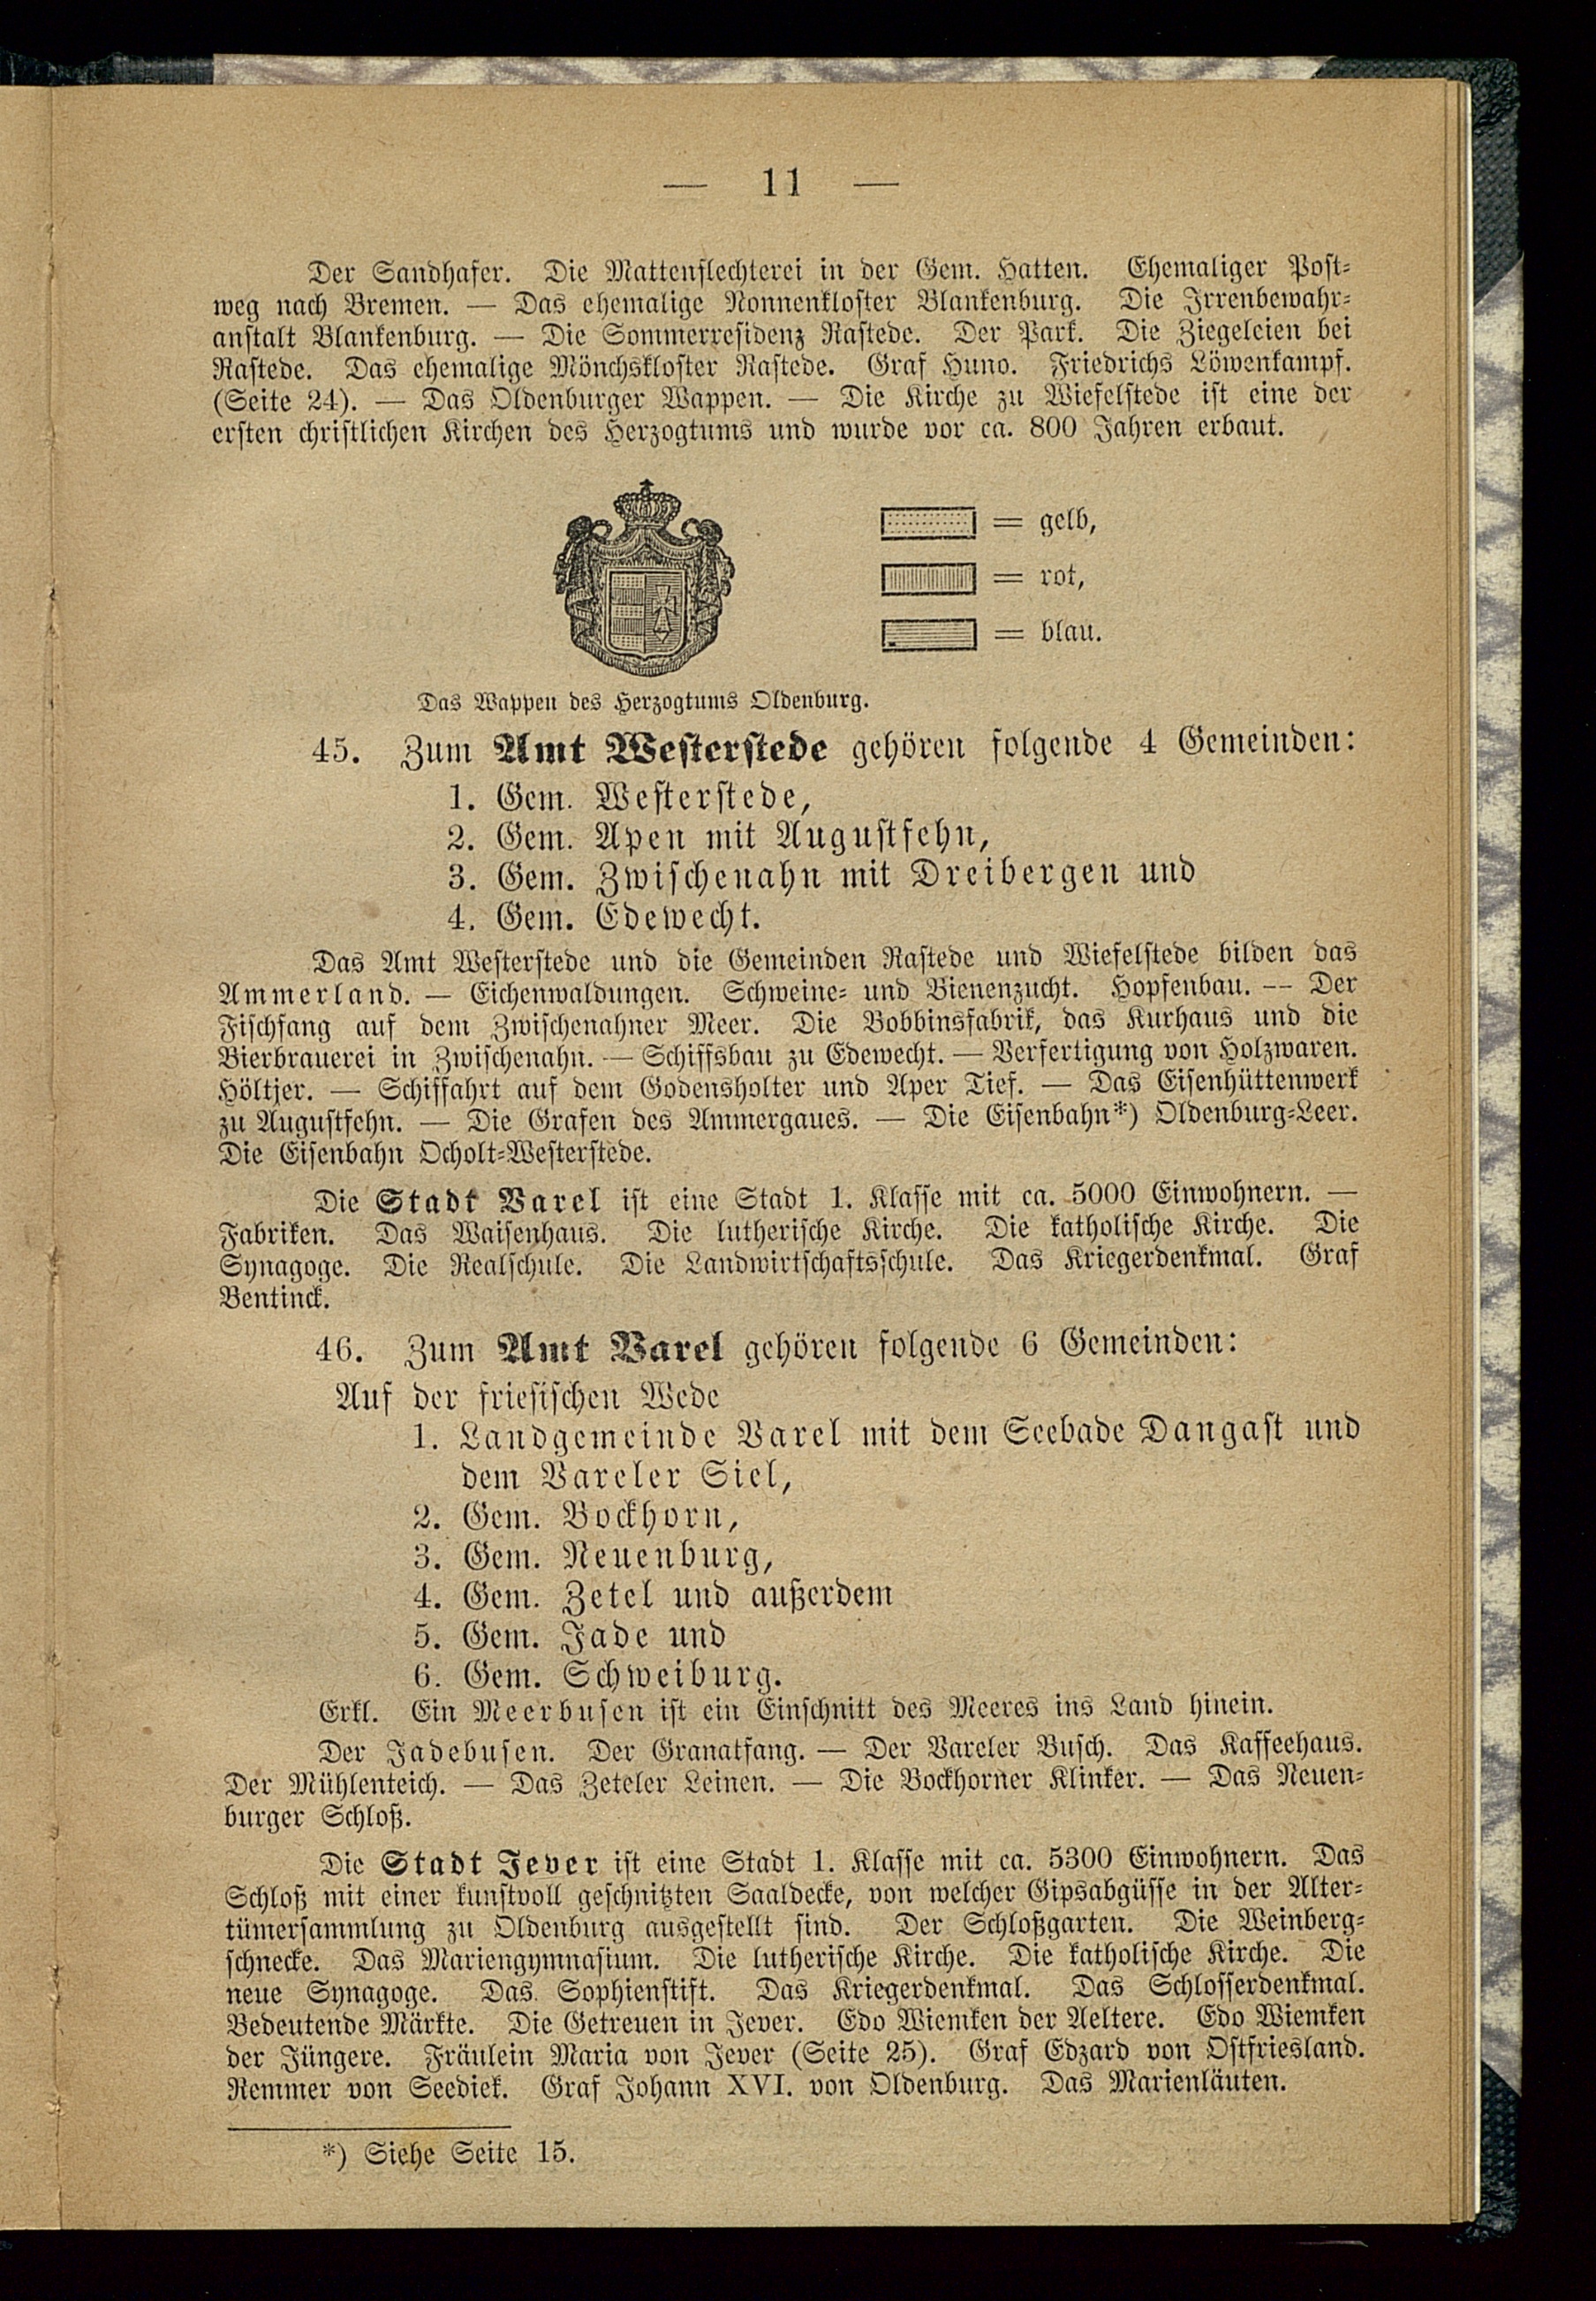 — 11 —
Der Sandhafer. Die Mattenflechterei in der Gem. Hatten. Ehemaliger Post-
weg nach Bremen. — Das ehemalige Nonnenkloster Blankenburg. Die Irrenbewahr-
anstalt Blankenburg. — Die Sommerresidenz Rastede. Der Park. Die Ziegeleien bei
Rastede. Das ehemalige Mönchskloster Rastede. Graf Huno. Friedrichs Löwenkampf.
(Seite 24). — Das Oldenburger Wappen. — Die Kirche zu Wiefelstede ist eine der
ersten christlichen Kirchen des Herzogtums und wurde vor ca. 800 Jahren erbaut.
= gelb,
= rot,
= blau.
Das Wappen des Herzogtums Oldenburg.
45. Zum Amt Westerstede gehören folgende 4 Gemeinden:
1. Gem. Westerstede,
2. Gem. Apen mit Augustfehn,
3. Gem. Zwischenahn mit Dreibergen und
4. Gem. Edewecht.
Das Amt Westerstede und die Gemeinden Rastede und Wiefelstede bilden das
Ammerland. — Eichenwaldungen. Schweine- und Bienenzucht. Hopfenbau. — Der
Fischfang auf dem Zwischenahner Meer. Die Bobbinsfabrik, das Kurhaus und die
Bierbrauerei in Zwischenahn. — Schiffsbau zu Edewecht. — Verfertigung von Holzwaren.
Höltjer. — Schiffahrt auf dem Godensholter und Aper Tief. — Das Eisenhüttenwerk
zu Augustfehn. — Die Grafen des Ammergaues. — Die Eisenbahn*) Oldenburg-Leer.
Die Eisenbahn Ocholt-Westerstede.
Die Stadt Varel ist eine Stadt 1. Klasse mit ca. 5000 Einwohnern. —
Fabriken. Das Waisenhaus. Die lutherische Kirche. Die katholische Kirche. Die
Synagoge. Die Realschule. Die Landwirtschaftsschule. Das Kriegerdenkmal. Graf
Bentinck.
46. Zum Amt Varel gehören folgende 6 Gemeinden:
Auf der friesischen Wede
1. Landgemeinde Varel mit dem Seebade Dangast und
dem Vareler Siel,
2. Gem. Bockhorn,
3. Gem. Neuenburg,
4. Gem. Zetel und außerdem
5. Gem. Jade und
6. Gem. Schweiburg.
Erkl. Ein Meerbusen ist ein Einschnitt des Meeres ins Land hinein.
Der Jadebusen. Der Granatfang. — Der Vareler Busch. Das Kaffeehaus.
Der Mühlenteich. — Das Zeteler Leinen. — Die Bockhorner Klinker. — Das Neuen-
burger Schloß.
Die Stadt Jever ist eine Stadt 1. Klasse mit ca. 5300 Einwohnern. Das
Schloß mit einer kunstvoll geschnitzten Saaldecke, von welcher Gipsabgüsse in der Alter-
tümersammlung zu Oldenburg ausgestellt sind. Der Schloßgarten. Die Weinberg-
schnecke. Das Mariengymnasium. Die lutherische Kirche. Die katholische Kirche. Die
neue Synagoge. Das Sophienstift. Das Kriegerdenkmal. Das Schlosserdenkmal.
Bedeutende Märkte. Die Getreuen in Jever. Edo Wiemken der Aeltere. Edo Wiemken
der Jüngere. Fräulein Maria von Jever (Seite 25). Graf Edzard von Ostfriesland.
Remmer von Seediek. Graf Johann XVI. von Oldenburg. Das Marienläuten.
*) Siehe Seite 15.